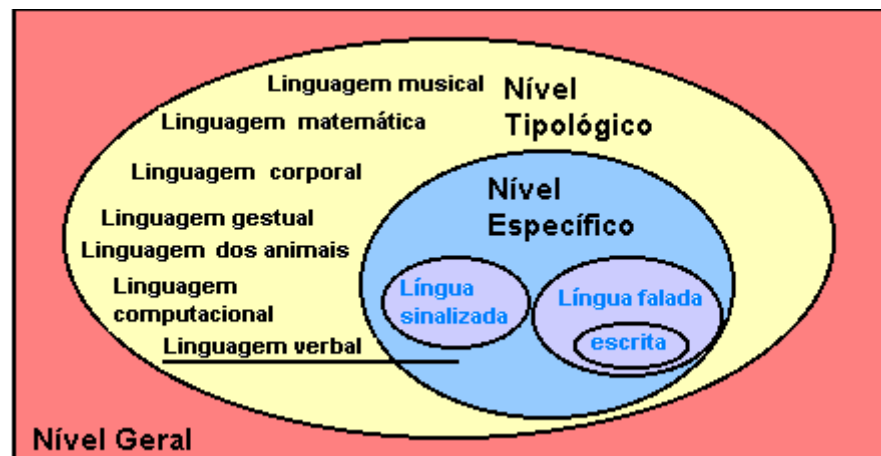 Linguagem musical
Nível
Tipológico
Linguagem matemática
Linguagem corporal
Nível
Específico
Linguagem gestual
Linguagem dos animais
Linguagem
computacional
Língua
sinalizada
Língua falada
escrita
Linguagem verbal
Nível Geral